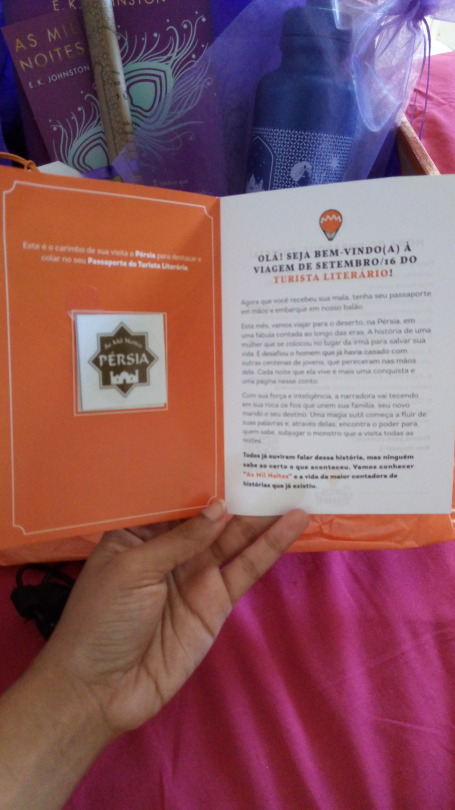 E. K. JOHNSTON
AS MIL
NOITES
E. K. JOHNSTON
Este é o carimbo de sua visita a Pérsia para destacar e
colar no seu Passaporte do Turista Literário.
As Mil Noites
PÉRSIA
OLÁ! SEJA BEM-VINDO(A) À
VIAGEM DE SETEMBRO/16 DO
TURISTA LITERÁRIO!
Agora que você recebeu sua mala, tenha seu passaporte
em mãos e embarque em nosso balão.
Este mês, vamos viajar para o deserto, na Pérsia, em
uma fábula contada ao longo das eras. A história de uma
mulher que se colocou no lugar da irmã para salvar sua
vida. E desafiou o homem que já havia casado com
outras centenas de jovens, que pereceram nas mãos
dele. Cada noite que ela vive é mais uma conquista e
uma página nesse conto.
Com sua força e inteligência, a narradora vai tecendo
em sua roca os fios que unem sua família, seu novo
marido e seu destino. Uma magia sutil começa a fluir de
suas palavras e, através delas, encontra o poder para,
quem sabe, subjugar o monstro que a visita todas as
noites.
Todos já ouviram falar dessa história, mas ninguém
sabe ao certo o que aconteceu. Vamos conhecer
"As Mil Noites" e a vida da maior contadora de
histórias que já existiu.